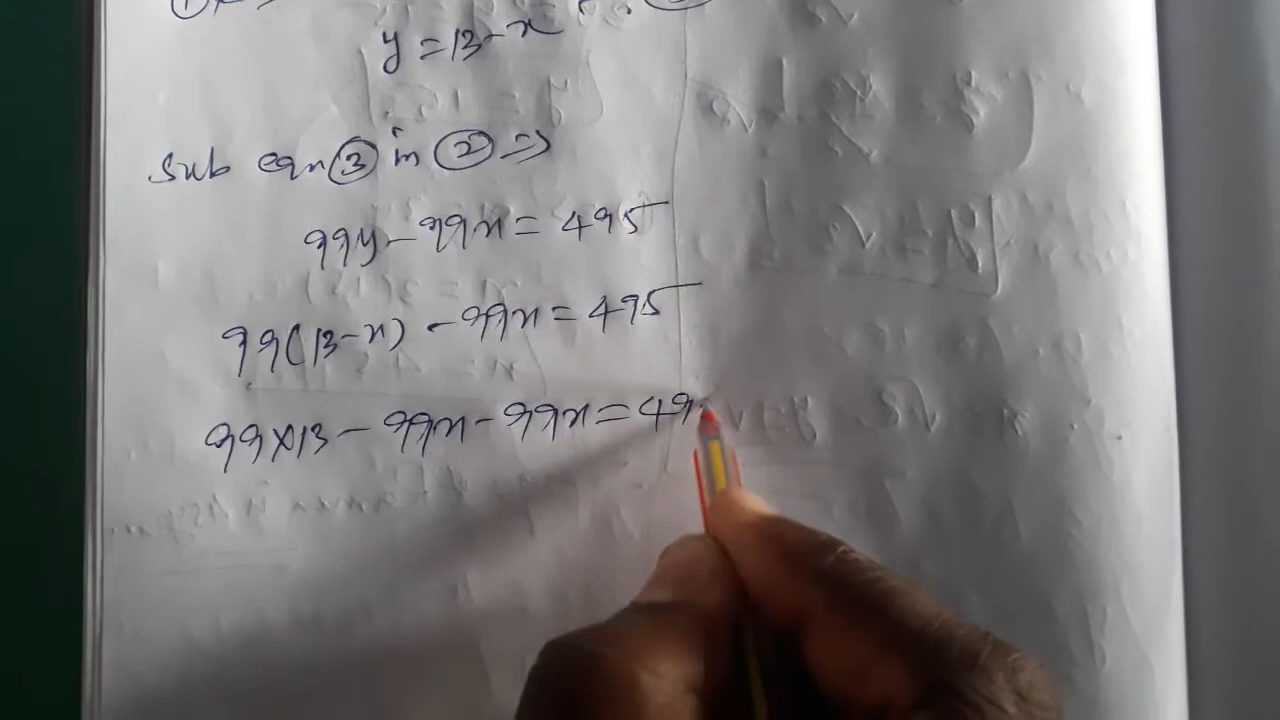 y = 13 - x
Sub eqn ③ in ② ⇒
99y - 99x = 495
99(13-x) - 99x = 495
99×13 - 99x - 99x = 49